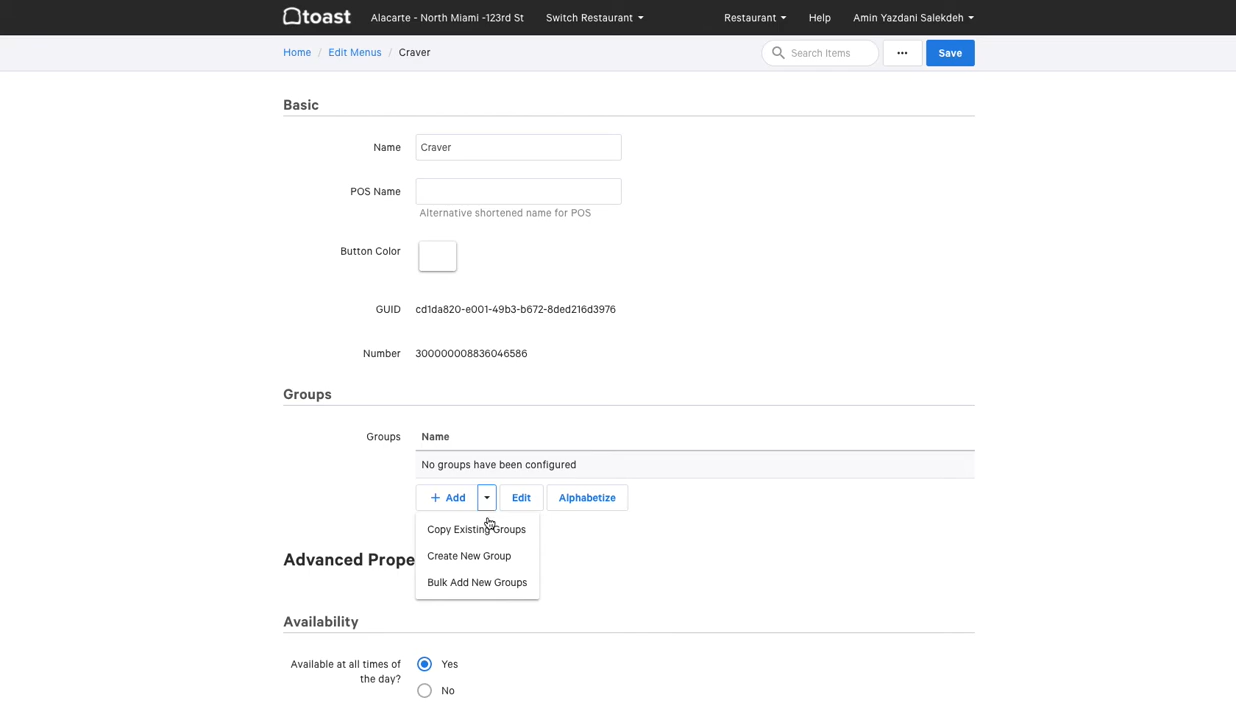 toast Alacarte - North Miami -123rd St Switch Restaurant Restaurant Help Amin Yazdani Salekdeh
Home / Edit Menus / Craver Search Items ... Save
Basic
Name Craver
POS Name
Alternative shortened name for POS
Button Color
GUID cd1da820-e001-49b3-b672-8ded216d3976
Number 300000008836046586
Groups
Groups Name
No groups have been configured
+ Add Edit Alphabetize
Copy Existing Groups
Create New Group
Advanced Prope
Bulk Add New Groups
Availability
Available at all times of the day? Yes
No